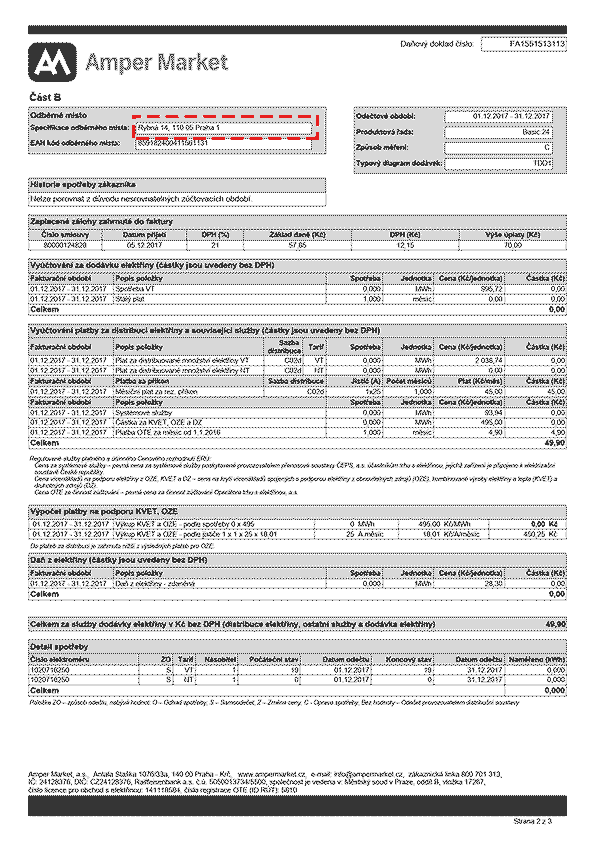 Daňový doklad číslo: FA1551513113
Amper Market
Část B
Odběrné místo
Specifikace odběrného místa: Rybná 14, 110 05 Praha 1
EAN kód odběrného místa: 859182400411561131
Odečtové období: 01.12.2017 - 31.12.2017
Produktová řada: Basic 24
Způsob měření: C
Typový diagram dodávek: TDD1
Historie spotřeby zákazníka
Nelze porovnat z důvodu nesrovnatelných zúčtovacích období.
Zaplacené zálohy zahrnuté do faktury
Číslo smlouvy Datum přijetí DPH (%) Základ daně (Kč) DPH (Kč) Výše úplaty (Kč)
80000124820 05.12.2017 21 57,85 12,15 70,00
Vyúčtování za dodávku elektřiny (částky jsou uvedeny bez DPH)
Fakturační období Popis položky Spotřeba Jednotka Cena (Kč/jednotka) Částka (Kč)
01.12.2017 - 31.12.2017 Spotřeba VT 0,000 MWh 895,72 0,00
01.12.2017 - 31.12.2017 Stálý plat 1,000 měsíc 0,00 0,00
Celkem 0,00
Vyúčtování platby za distribuci elektřiny a související služby (částky jsou uvedeny bez DPH)
Fakturační období Popis položky Sazba distribuce Tarif Spotřeba Jednotka Cena (Kč/jednotka) Částka (Kč)
01.12.2017 - 31.12.2017 Plat za distribuované množství elektřiny VT C02d VT 0,000 MWh 2 038,74 0,00
01.12.2017 - 31.12.2017 Plat za distribuované množství elektřiny NT C02d NT 0,000 MWh 0,00 0,00
Fakturační období Platba za příkon Sazba distribuce Jistič (A) Počet měsíců Plat (Kč/měs) Částka (Kč)
01.12.2017 - 31.12.2017 Měsíční plat za rez. příkon C02d 1x25 1,000 45,00 45,00
Fakturační období Popis položky Spotřeba Jednotka Cena (Kč/jednotka) Částka (Kč)
01.12.2017 - 31.12.2017 Systémové služby 0,000 MWh 93,94 0,00
01.12.2017 - 31.12.2017 Částka za KVET, OZE a DZ 0,000 MWh 495,00 0,00
01.12.2017 - 31.12.2017 Platba OTE za měsíc od 1.1.2016 1,000 měsíc 4,90 4,90
Celkem 49,90
Regulované služby platného a účinného Cenového rozhodnutí ERÚ:
Cena za systémové služby – pevná cena za systémové služby poskytované provozovatelem přenosové soustavy ČEPS, a.s. účastníkům trhu s elektřinou, jejichž zařízení je připojeno k elektrizační
soustavě České republiky.
Cena vícenákladů na podporu elektřiny z OZE, KVET a DZ – cena na krytí vícenákladů spojených s podporou elektřiny z obnovitelných zdrojů (OZE), kombinované výroby elektřiny a tepla (KVET) a
druhotných zdrojů (DZ).
Cena OTE za činnost zúčtování – pevná cena za činnost zúčtování Operátora trhu s elektřinou, a.s.
Výpočet platby na podporu KVET, OZE
01.12.2017 - 31.12.2017 Výkup KVET a OZE - podle spotřeby 0 x 495 0 MWh 495,00 Kč/MWh 0,00 Kč
01.12.2017 - 31.12.2017 Výkup KVET a OZE - podle jističe 1 x 1 x 25 x 18.01 25 A měsíc 18,01 Kč/A/měsíc 450,25 Kč
Do plateb za distribuci je zahrnuta nižší z výsledných plateb pro OZE.
Daň z elektřiny (částky jsou uvedeny bez DPH)
Fakturační období Popis položky Spotřeba Jednotka Cena (Kč/jednotka) Částka (Kč)
01.12.2017 - 31.12.2017 Daň z elektřiny - zdaněná 0,000 MWh 28,30 0,00
Celkem 0,00
Celkem za služby dodávky elektřiny v Kč bez DPH (distribuce elektřiny, ostatní služby a dodávka elektřiny) 49,90
Detail spotřeby
Číslo elektroměru ZO Tarif Násobitel Počáteční stav Datum odečtu Koncový stav Datum odečtu Naměřeno (kWh)
1020716250 S VT 1 19 01.12.2017 19 31.12.2017 0,000
1020716250 S NT 1 0 01.12.2017 0 31.12.2017 0,000
Celkem 0,000
Položka ZO – způsob odečtu, nabývá hodnot: O - Odhad spotřeby, S - Samoodečet, Z - Změna ceny, C - Oprava spotřeby, Bez hodnoty - Odečet provozovatelem distribuční soustavy
Amper Market, a.s., Antala Staška 1076/33a, 140 00 Praha - Krč, www.ampermarket.cz, e-mail: info@ampermarket.cz, zákaznická linka 800 701 313,
IČ: 24128376, DIČ: CZ24128376, Raiffeisenbank a.s. č.ú. 5050013734/5500, společnost je vedena v: Městský soud v Praze, oddíl B, vložka 17267,
číslo licence pro obchod s elektřinou: 141118584, číslo registrace OTE (ID RÚT): 5810
Strana 2 z 3